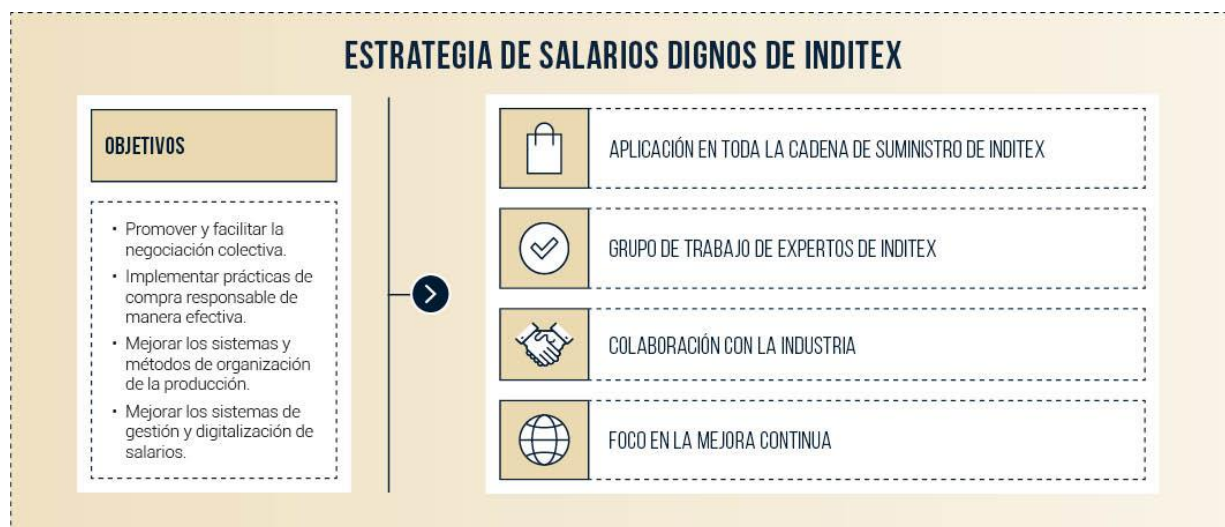 ESTRATEGIA DE SALARIOS DIGNOS DE INDITEX
OBJETIVOS
• Promover y facilitar la
negociación colectiva.
• Implementar prácticas de
compra responsable de
manera efectiva.
• Mejorar los sistemas y
métodos de organización
de la producción.
• Mejorar los sistemas de
gestión y digitalización de
salarios.
APLICACIÓN EN TODA LA CADENA DE SUMINISTRO DE INDITEX
GRUPO DE TRABAJO DE EXPERTOS DE INDITEX
COLABORACIÓN CON LA INDUSTRIA
FOCO EN LA MEJORA CONTINUA